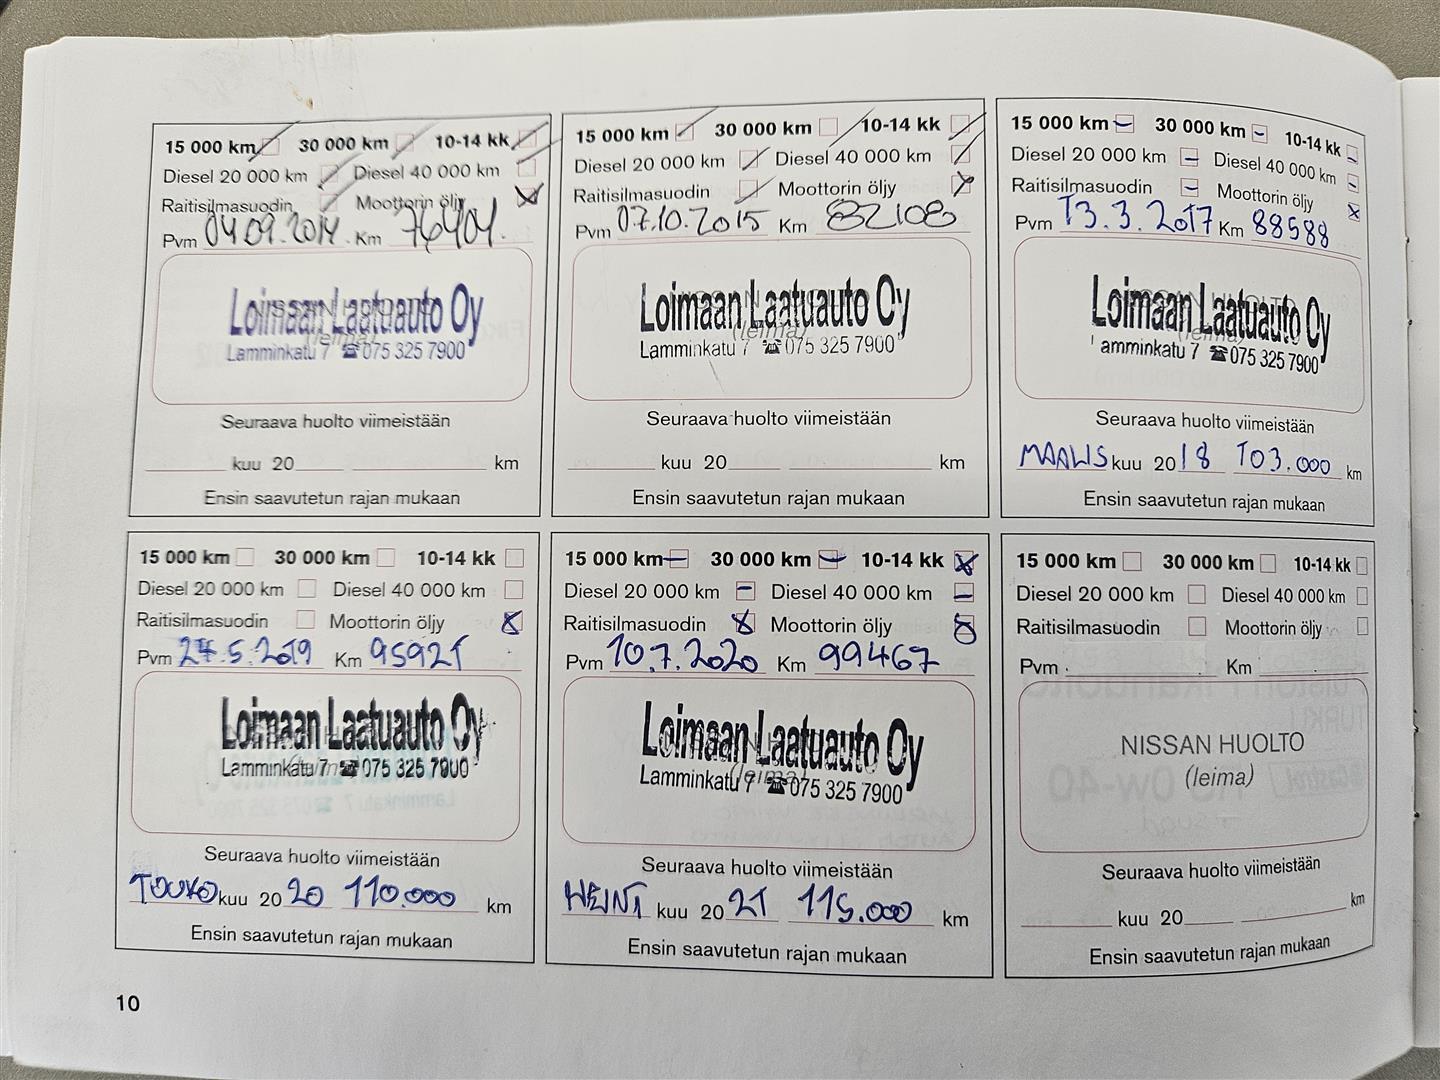 15 000 km 30 000 km 10-14 kk
Diesel 20 000 km Diesel 40 000 km
Raitisilmasuodin Moottorin öljy
Pvm 04.09.2014. Km 76401.
Loimaan Laatuauto Oy
Lamminkatu 7 ☎075 325 7900
Seuraava huolto viimeistään
kuu 20 km
Ensin saavutetun rajan mukaan
15 000 km 30 000 km 10-14 kk
Diesel 20 000 km Diesel 40 000 km
Raitisilmasuodin Moottorin öljy
Pvm 07.10.2015 Km 82108
Loimaan Laatuauto Oy
(leima)
Lamminkatu 7 ☎075 325 7900
Seuraava huolto viimeistään
kuu 20 km
Ensin saavutetun rajan mukaan
15 000 km 30 000 km 10-14 kk
Diesel 20 000 km Diesel 40 000 km
Raitisilmasuodin Moottorin öljy
Pvm 13.3.2017 Km 88588
NISSAN HUOLTO
Loimaan Laatuauto Oy
(leima)
amminkatu 7 ☎075 325 7900
Seuraava huolto viimeistään
MAALIS kuu 2018 103.000 km
Ensin saavutetun rajan mukaan
15 000 km 30 000 km 10-14 kk
Diesel 20 000 km Diesel 40 000 km
Raitisilmasuodin Moottorin öljy
Pvm 27.5.2019 Km 95921
Loimaan Laatuauto Oy
Lamminkatu 7 ☎075 325 7900
Seuraava huolto viimeistään
TOUKO kuu 2020 110.000 km
Ensin saavutetun rajan mukaan
15 000 km 30 000 km 10-14 kk
Diesel 20 000 km Diesel 40 000 km
Raitisilmasuodin Moottorin öljy
Pvm 10.7.2020 Km 99467
Loimaan Laatuauto Oy
(leima)
Lamminkatu 7 ☎075 325 7900
Seuraava huolto viimeistään
HEINÄ kuu 2021 115.000 km
Ensin saavutetun rajan mukaan
15 000 km 30 000 km 10-14 kk
Diesel 20 000 km Diesel 40 000 km
Raitisilmasuodin Moottorin öljy
Pvm Km
NISSAN HUOLTO
(leima)
Seuraava huolto viimeistään
kuu 20 km
Ensin saavutetun rajan mukaan
10